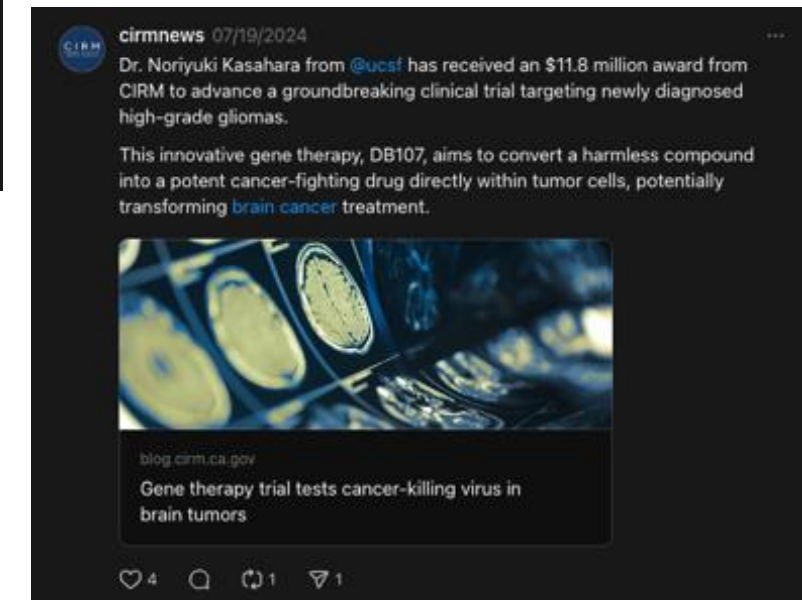 CIRM
cirmnews 07/19/2024
Dr. Noriyuki Kasahara from @ucsf has received an $11.8 million award from
CIRM to advance a groundbreaking clinical trial targeting newly diagnosed
high-grade gliomas.
This innovative gene therapy, DB107, aims to convert a harmless compound
into a potent cancer-fighting drug directly within tumor cells, potentially
transforming brain cancer treatment.
blog.cirm.ca.gov
Gene therapy trial tests cancer-killing virus in
brain tumors
4 1 1